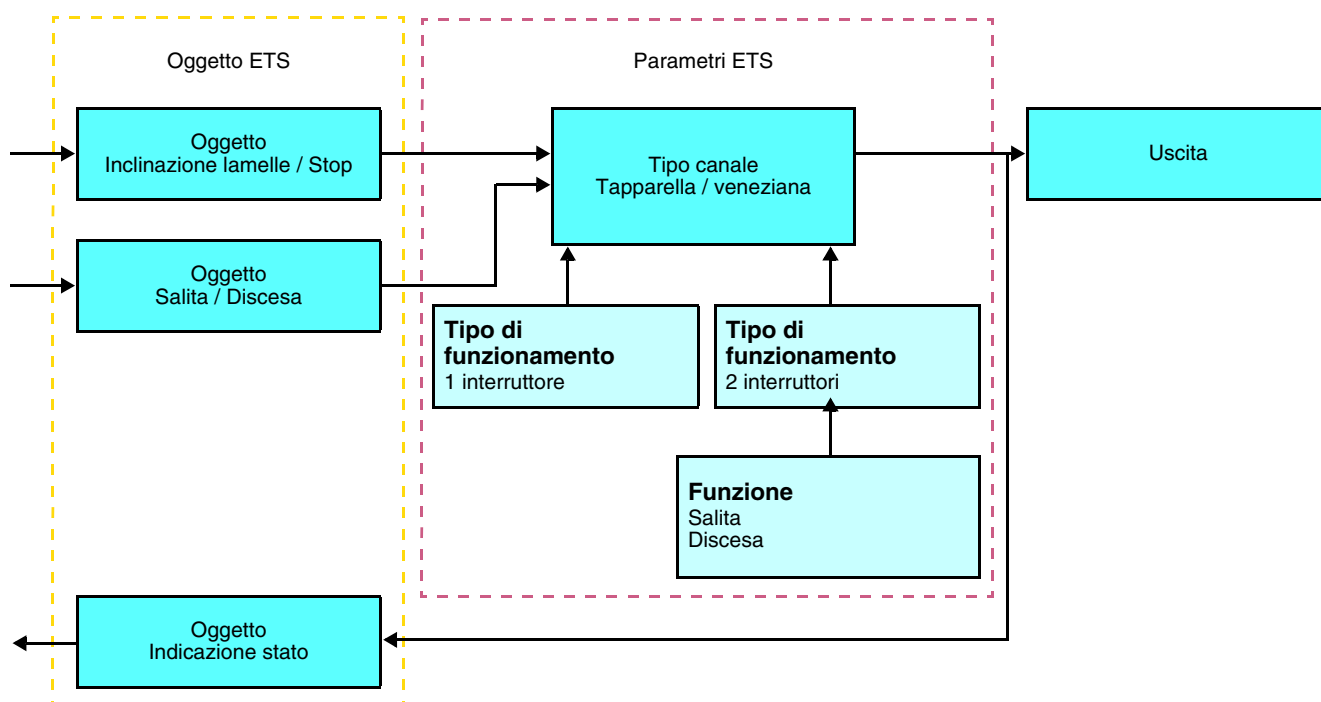 Oggetto ETS
Parametri ETS
Oggetto
Inclinazione lamelle / Stop
Tipo canale
Tapparella / veneziana
Uscita
Oggetto
Salita / Discesa
Tipo di
funzionamento
1 interruttore
Tipo di
funzionamento
2 interruttori
Funzione
Salita
Discesa
Oggetto
Indicazione stato